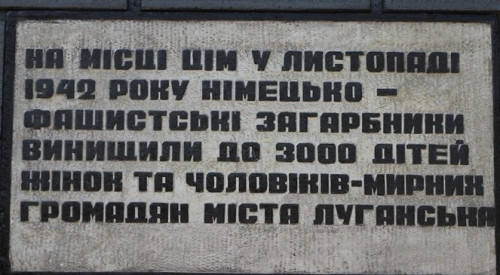 НА МІСЦІ ЦІМ У ЛИСТОПАДІ
1942 РОКУ НІМЕЦЬКО –
ФАШИСТСЬКІ ЗАГАРБНИКИ
ВИНИЩИЛИ ДО 3000 ДІТЕЙ
ЖІНОК ТА ЧОЛОВІКІВ-МИРНИХ
ГРОМАДЯН МІСТА ЛУГАНСЬКА